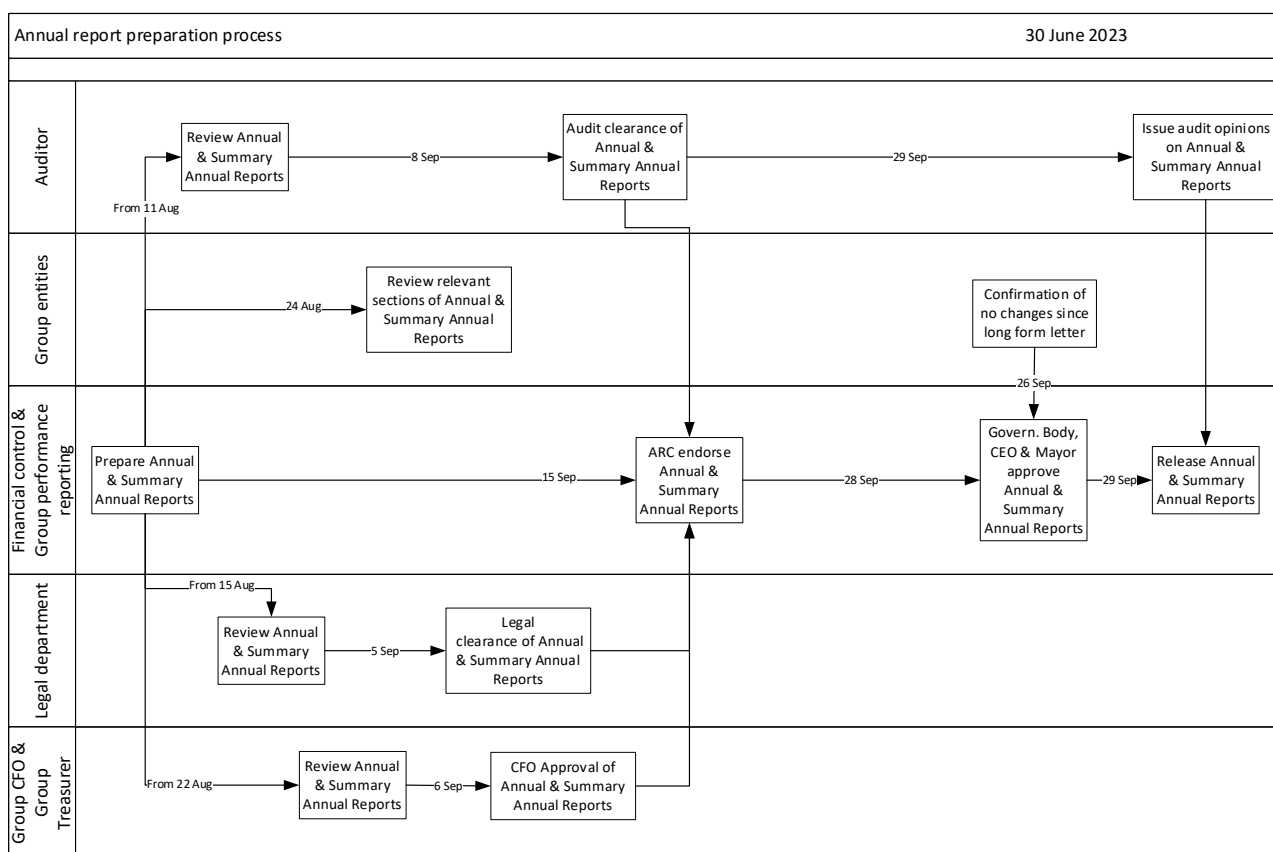 Annual report preparation process
30 June 2023
Auditor
Review Annual
& Summary
Annual Reports
8 Sep
Audit clearance of
Annual &
Summary Annual
Reports
29 Sep
Issue audit opinions
on Annual &
Summary Annual
Reports
From 11 Aug
Group entities
24 Aug
Review relevant
sections of Annual &
Summary Annual
Reports
Confirmation of
no changes since
long form letter
26 Sep
Financial control &
Group performance
reporting
Prepare Annual
& Summary
Annual Reports
15 Sep
ARC endorse
Annual &
Summary
Annual Reports
28 Sep
Govern. Body,
CEO & Mayor
approve
Annual &
Summary
Annual Reports
29 Sep
Release Annual
& Summary
Annual Reports
Legal department
From 15 Aug
Review Annual
& Summary
Annual Reports
5 Sep
Legal
clearance of Annual
& Summary Annual
Reports
Group CFO &
Group
Treasurer
From 22 Aug
Review Annual
& Summary
Annual Reports
6 Sep
CFO Approval of
Annual & Summary
Annual Reports